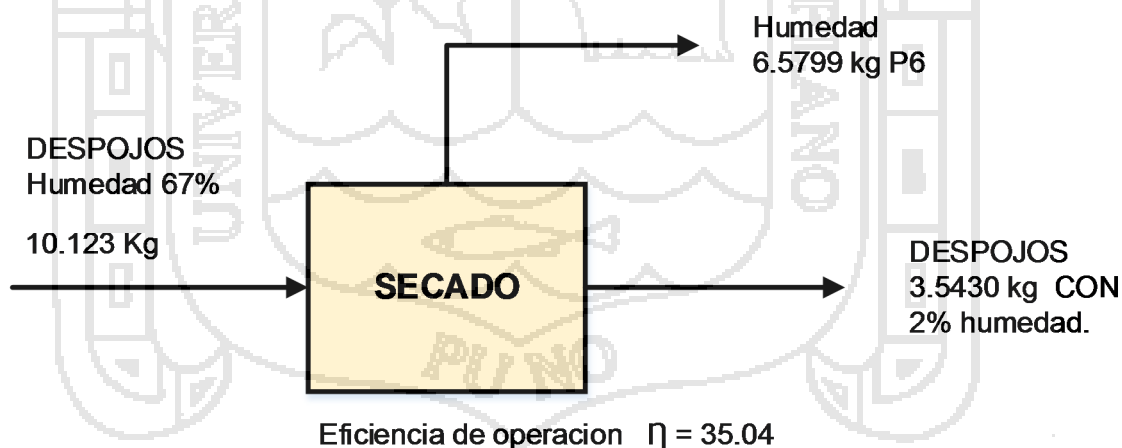 Humedad
6.5799 kg P6
DESPOJOS
Humedad 67%
10.123 Kg
SECADO
DESPOJOS
3.5430 kg CON
2% humedad.
Eficiencia de operacion η = 35.04
PUNO